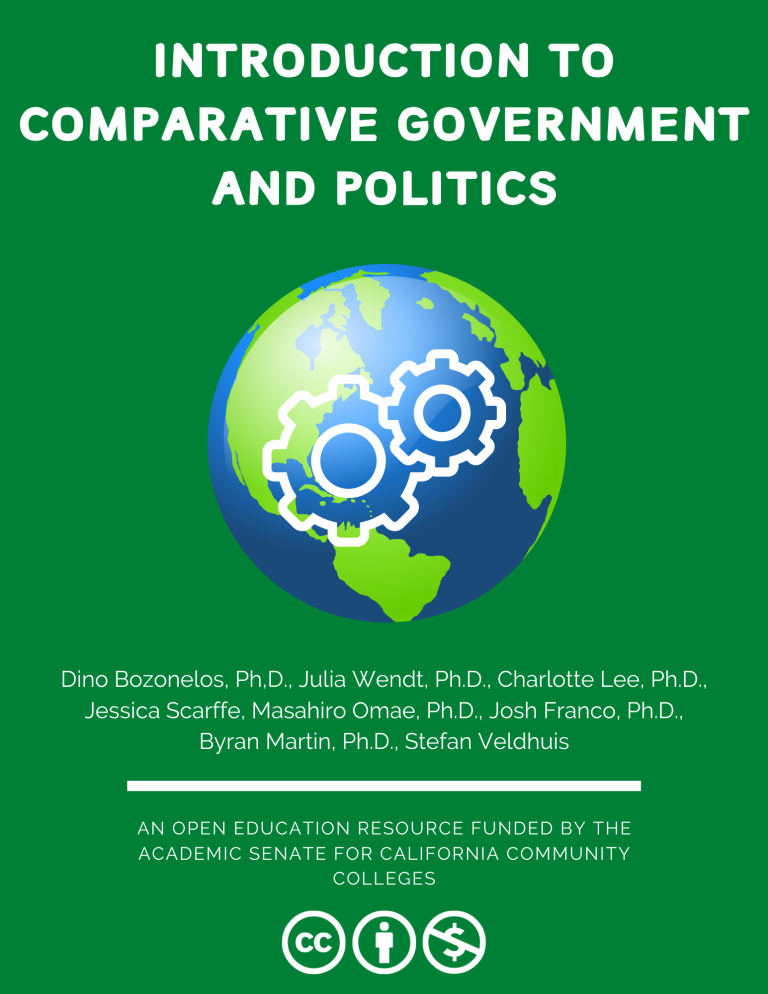 INTRODUCTION TO
COMPARATIVE GOVERNMENT
AND POLITICS
Dino Bozonelos, Ph,D., Julia Wendt, Ph.D., Charlotte Lee, Ph.D.,
Jessica Scarffe, Masahiro Omae, Ph.D., Josh Franco, Ph.D.,
Byran Martin, Ph.D., Stefan Veldhuis
AN OPEN EDUCATION RESOURCE FUNDED BY THE
ACADEMIC SENATE FOR CALIFORNIA COMMUNITY
COLLEGES
CC $